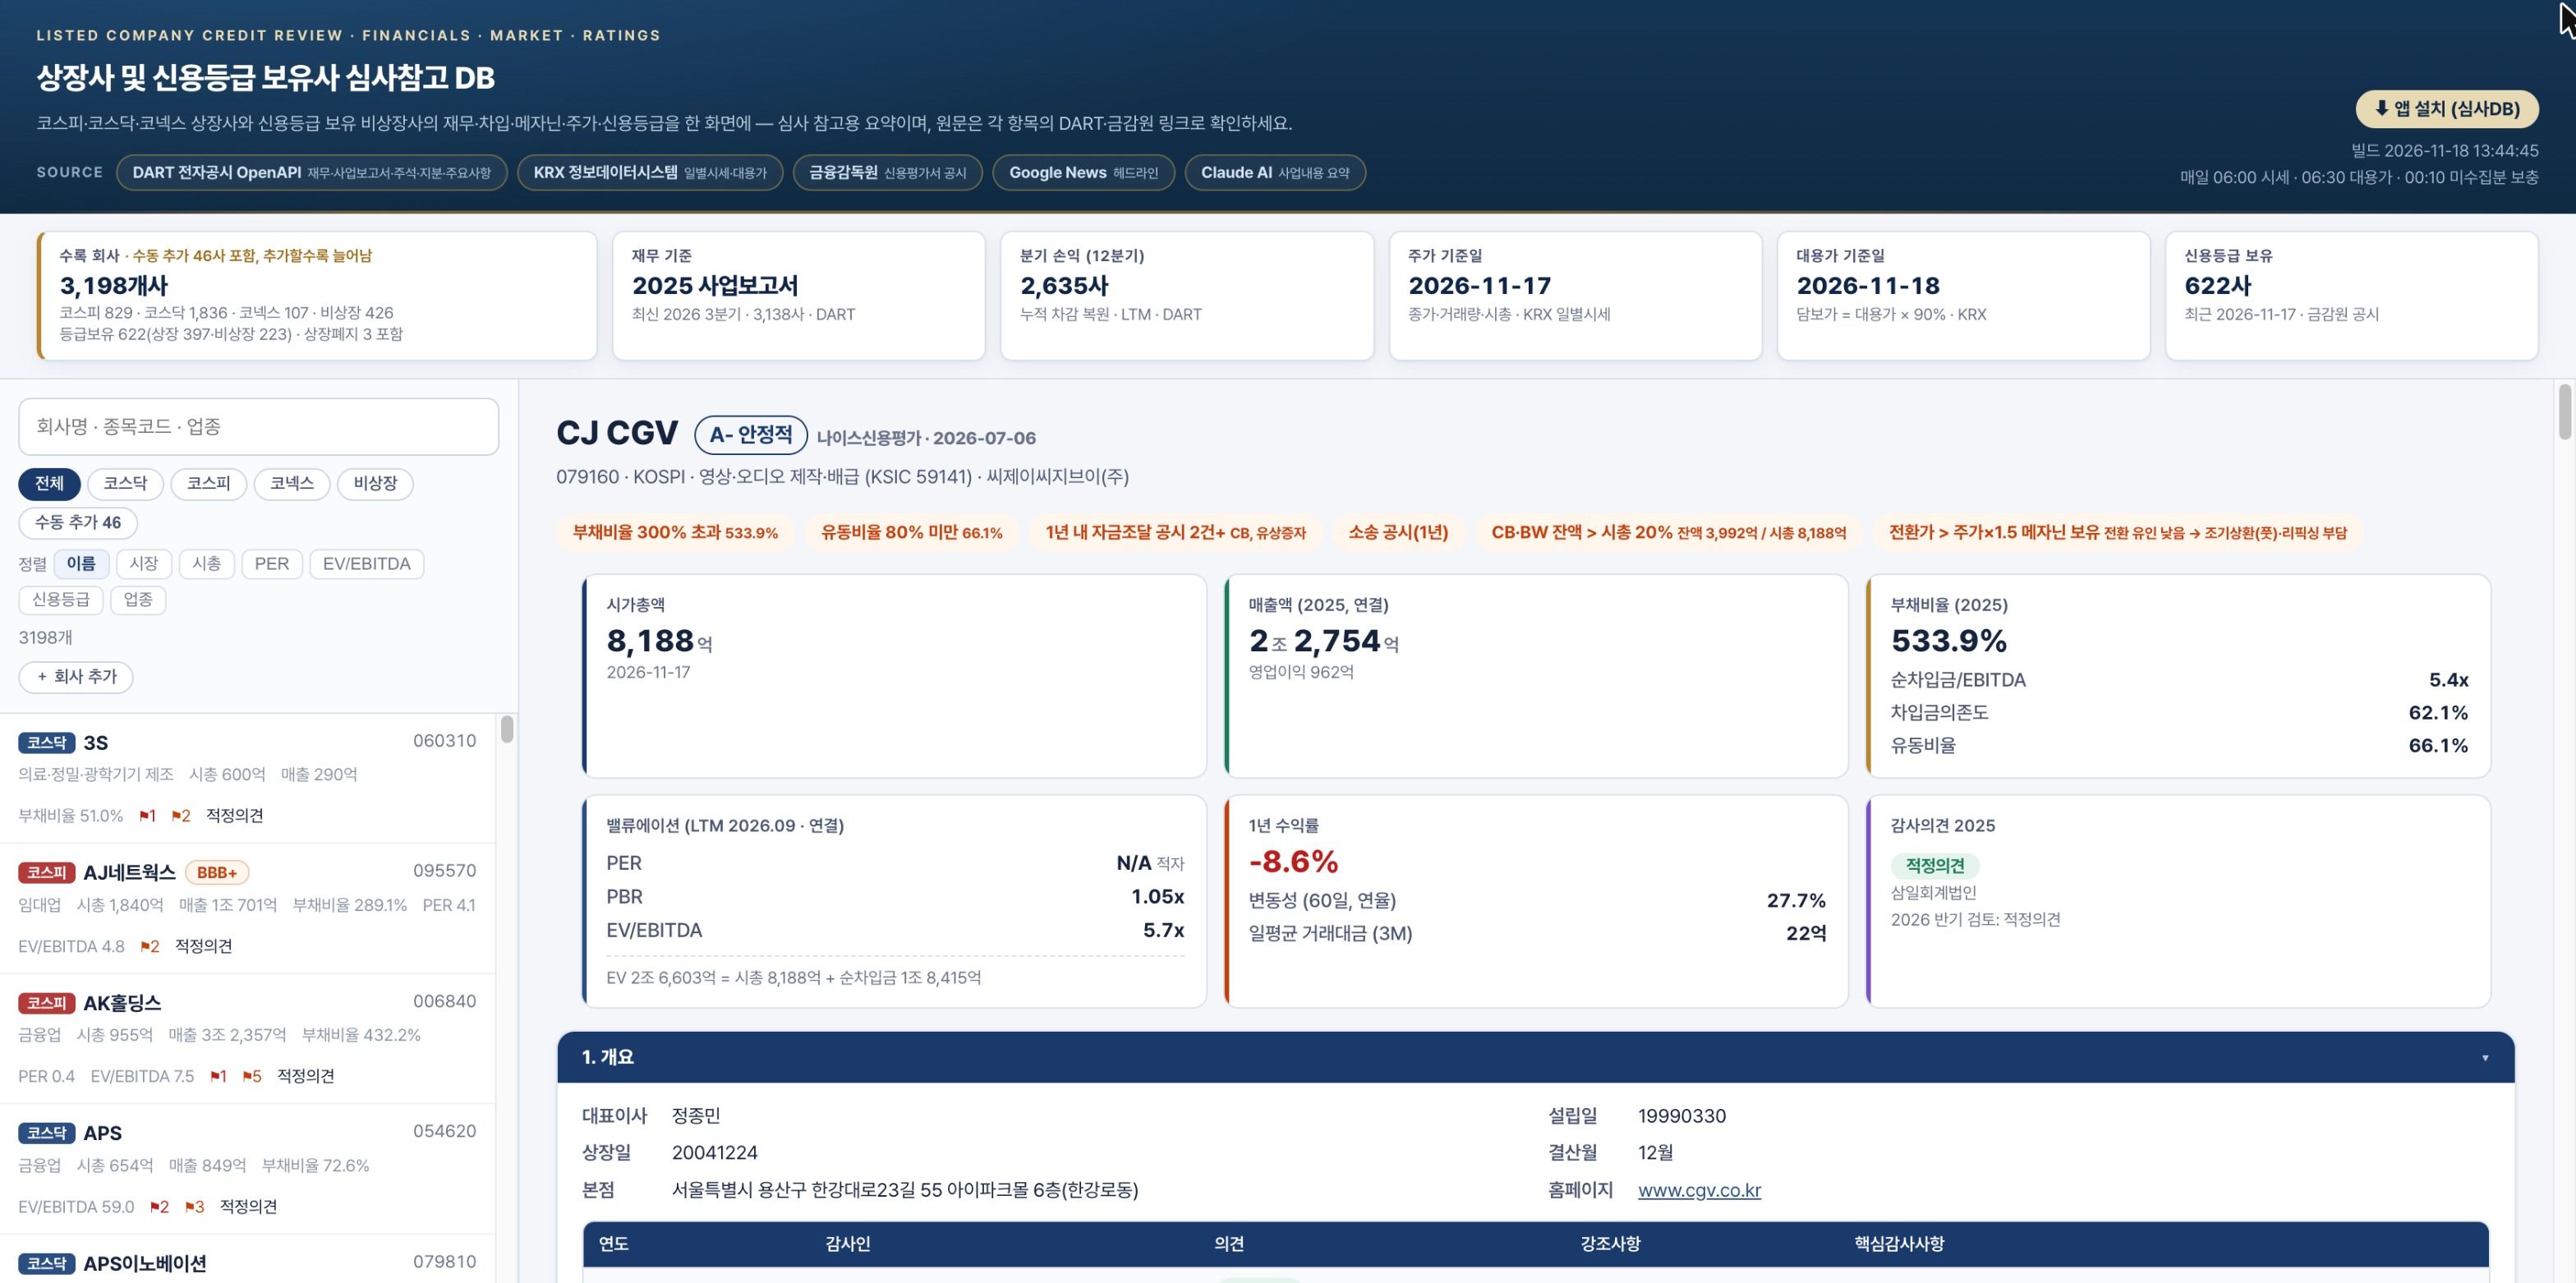 LISTED COMPANY CREDIT REVIEW · FINANCIALS · MARKET · RATINGS
상장사 및 신용등급 보유사 심사참고 DB
코스피·코스닥·코넥스 상장사와 신용등급 보유 비상장사의 재무·차입·메자닌·주가·신용등급을 한 화면에 — 심사 참고용 요약이며, 원문은 각 항목의 DART·금감원 링크로 확인하세요.
SOURCE DART 전자공시 OpenAPI 재무·사업보고서·주석·지분·주요사항 KRX 정보데이터시스템 일별시세·대용가 금융감독원 신용평가서 공시 Google News 헤드라인 Claude AI 사업내용 요약
⬇ 앱 설치 (심사DB)
빌드 2026-11-18 13:44:45
매일 06:00 시세 · 06:30 대용가 · 00:10 미수집분 보충
수록 회사 · 수동 추가 46사 포함, 추가할수록 늘어남
3,198개사
코스피 829 · 코스닥 1,836 · 코넥스 107 · 비상장 426
등급보유 622(상장 397·비상장 223) · 상장폐지 3 포함
재무 기준
2025 사업보고서
최신 2026 3분기 · 3,138사 · DART
분기 손익 (12분기)
2,635사
누적 차감 복원 · LTM · DART
주가 기준일
2026-11-17
종가·거래량·시총 · KRX 일별시세
대용가 기준일
2026-11-18
담보가 = 대용가 × 90% · KRX
신용등급 보유
622사
최근 2026-11-17 · 금감원 공시
회사명 · 종목코드 · 업종
전체 코스닥 코스피 코넥스 비상장
수동 추가 46
정렬 이름 시장 시총 PER EV/EBITDA
신용등급 업종
3198개
+ 회사 추가
코스닥 3S 060310
의료·정밀·광학기기 제조 시총 600억 매출 290억
부채비율 51.0% ⚑1 ⚑2 적정의견
코스피 AJ네트웍스 BBB+ 095570
임대업 시총 1,840억 매출 1조 701억 부채비율 289.1% PER 4.1
EV/EBITDA 4.8 ⚑2 적정의견
코스피 AK홀딩스 006840
금융업 시총 955억 매출 3조 2,357억 부채비율 432.2%
PER 0.4 EV/EBITDA 7.5 ⚑1 ⚑5 적정의견
코스닥 APS 054620
금융업 시총 654억 매출 849억 부채비율 72.6%
EV/EBITDA 59.0 ⚑2 ⚑3 적정의견
코스닥 APS이노베이션 079810
CJ CGV A- 안정적 나이스신용평가 · 2026-07-06
079160 · KOSPI · 영상·오디오 제작·배급 (KSIC 59141) · 씨제이씨지브이(주)
부채비율 300% 초과 533.9% 유동비율 80% 미만 66.1% 1년 내 자금조달 공시 2건+ CB, 유상증자 소송 공시(1년) CB·BW 잔액 > 시총 20% 잔액 3,992억 / 시총 8,188억 전환가 > 주가×1.5 메자닌 보유 전환 유인 낮음 → 조기상환(풋)·리픽싱 부담
시가총액
8,188억
2026-11-17
매출액 (2025, 연결)
2조 2,754억
영업이익 962억
부채비율 (2025)
533.9%
순차입금/EBITDA 5.4x
차입금의존도 62.1%
유동비율 66.1%
밸류에이션 (LTM 2026.09 · 연결)
PER N/A 적자
PBR 1.05x
EV/EBITDA 5.7x
EV 2조 6,603억 = 시총 8,188억 + 순차입금 1조 8,415억
1년 수익률
-8.6%
변동성 (60일, 연율) 27.7%
일평균 거래대금 (3M) 22억
감사의견 2025
적정의견
삼일회계법인
2026 반기 검토: 적정의견
1. 개요 ▼
대표이사 정종민 설립일 19990330
상장일 20041224 결산월 12월
본점 서울특별시 용산구 한강대로23길 55 아이파크몰 6층(한강로동) 홈페이지 www.cgv.co.kr
연도 감사인 의견 강조사항 핵심감사사항